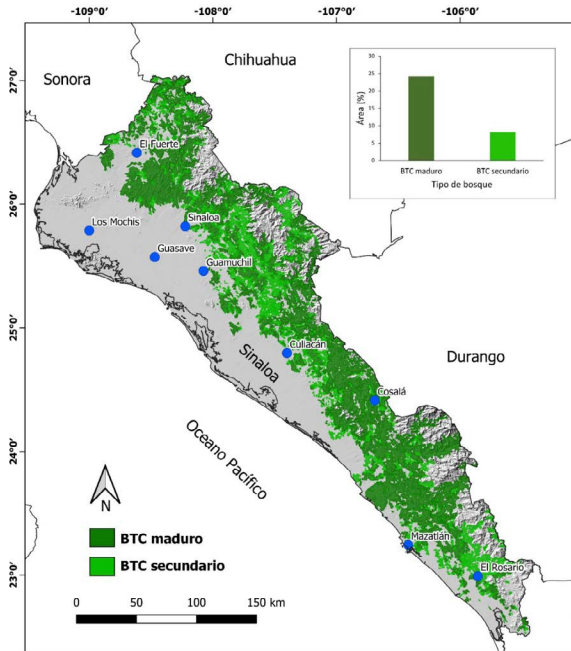 -109°0' -108°0' -107°0' -106°0'
27°0'
26°0'
25°0'
24°0'
23°0'
Sonora
Chihuahua
Durango
Sinaloa
Oceano Pacífico
El Fuerte
Los Mochis
Sinaloa
Guasave
Guamuchil
Culiacán
Cosalá
Mazatlán
El Rosario
Área (%)
30
25
20
15
10
5
0
BTC maduro BTC secundario
Tipo de bosque
N
BTC maduro
BTC secundario
0 50 100 150 km